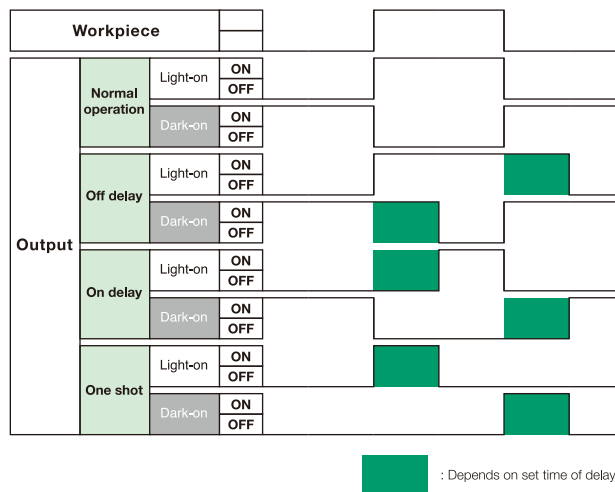 Workpiece
Output
Normal
operation
Light-on
ON
OFF
Dark-on
ON
OFF
Off delay
Light-on
ON
OFF
Dark-on
ON
OFF
On delay
Light-on
ON
OFF
Dark-on
ON
OFF
One shot
Light-on
ON
OFF
Dark-on
ON
OFF
: Depends on set time of delay